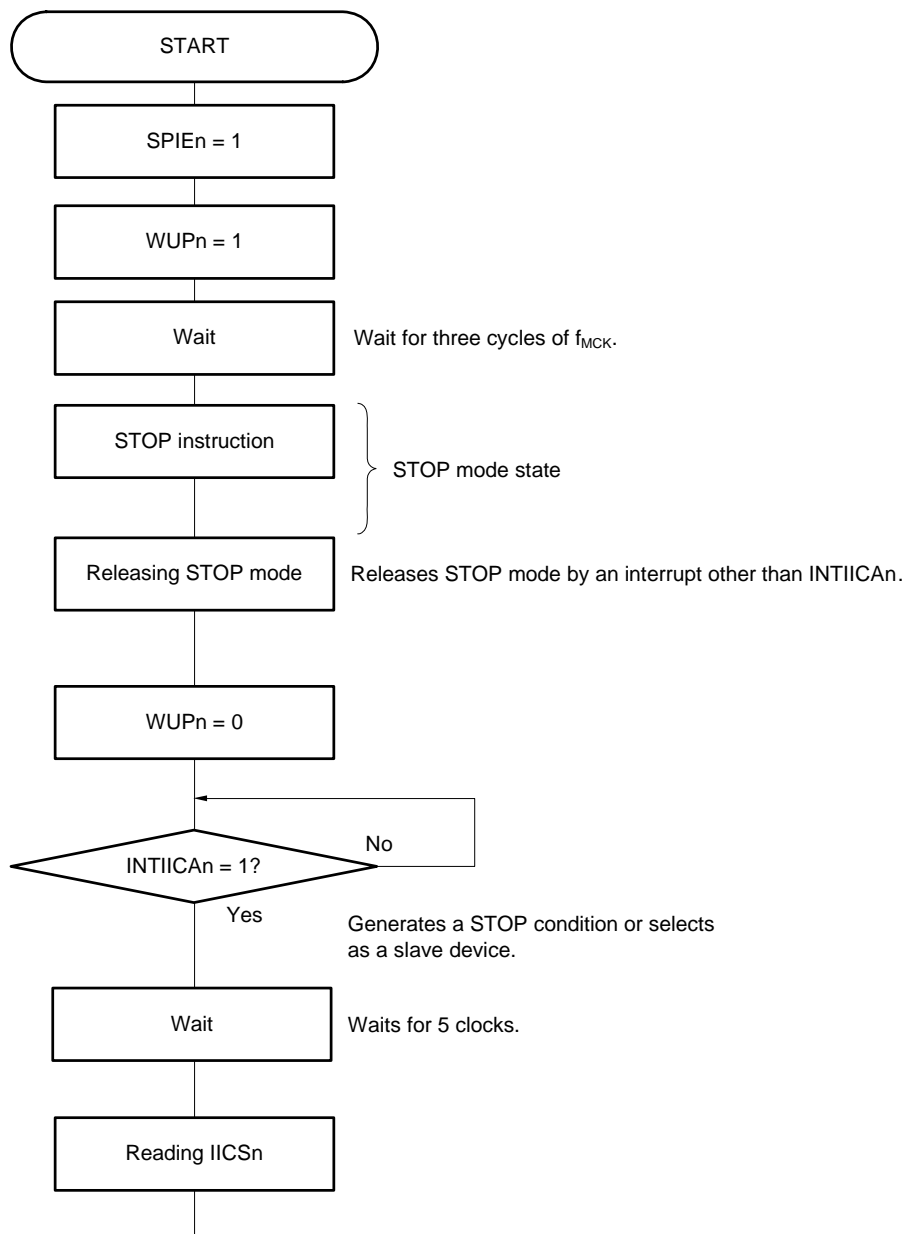 START
SPIEn = 1
WUPn = 1
Wait
Wait for three cycles of fMCK.
STOP instruction
STOP mode state
Releasing STOP mode
Releases STOP mode by an interrupt other than INTIICAn.
WUPn = 0
No
INTIICAn = 1?
Yes
Generates a STOP condition or selects
as a slave device.
Wait
Waits for 5 clocks.
Reading IICSn